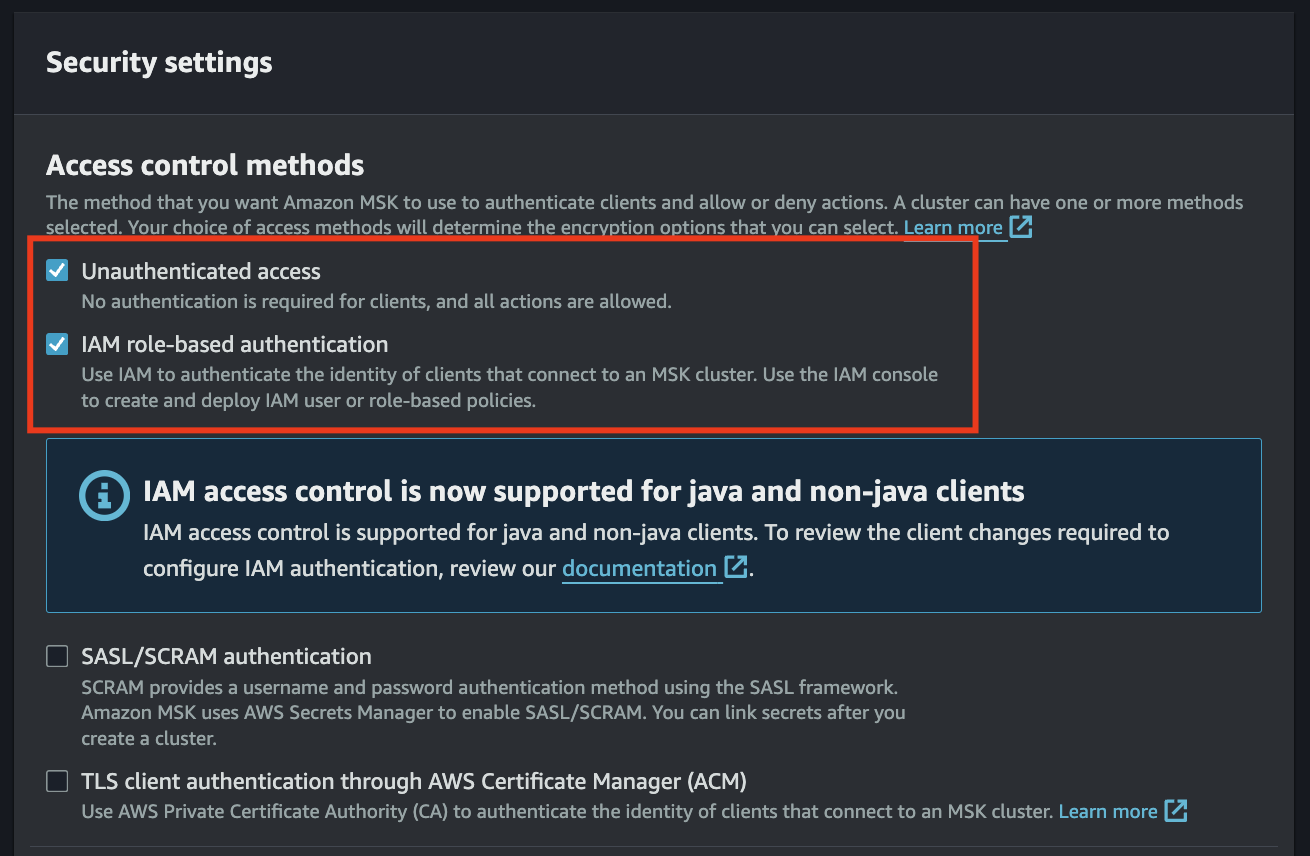 Security settings
Access control methods
The method that you want Amazon MSK to use to authenticate clients and allow or deny actions. A cluster can have one or more methods
selected. Your choice of access methods will determine the encryption options that you can select. Learn more
Unauthenticated access
No authentication is required for clients, and all actions are allowed.
IAM role-based authentication
Use IAM to authenticate the identity of clients that connect to an MSK cluster. Use the IAM console
to create and deploy IAM user or role-based policies.
IAM access control is now supported for java and non-java clients
IAM access control is supported for java and non-java clients. To review the client changes required to
configure IAM authentication, review our documentation.
SASL/SCRAM authentication
SCRAM provides a username and password authentication method using the SASL framework.
Amazon MSK uses AWS Secrets Manager to enable SASL/SCRAM. You can link secrets after you
create a cluster.
TLS client authentication through AWS Certificate Manager (ACM)
Use AWS Private Certificate Authority (CA) to authenticate the identity of clients that connect to an MSK cluster. Learn more